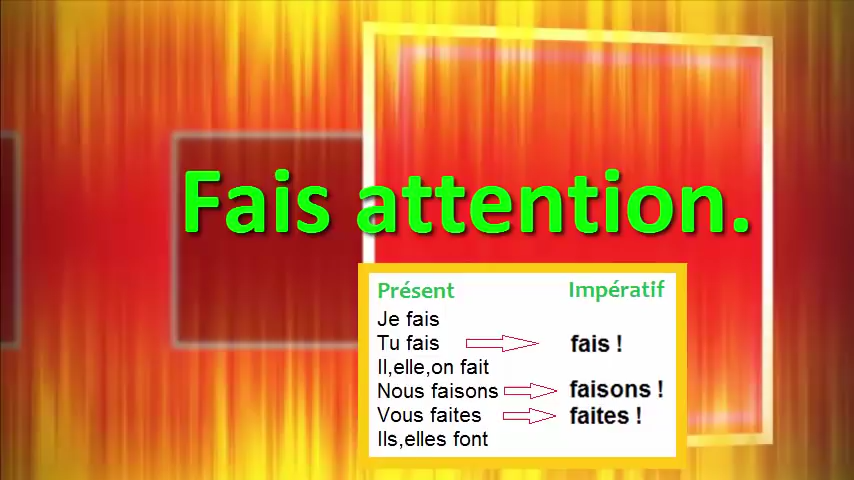 Fais attention.
Présent Impératif
Je fais
Tu fais fais !
Il,elle,on fait
Nous faisons faisons !
Vous faites faites !
Ils,elles font